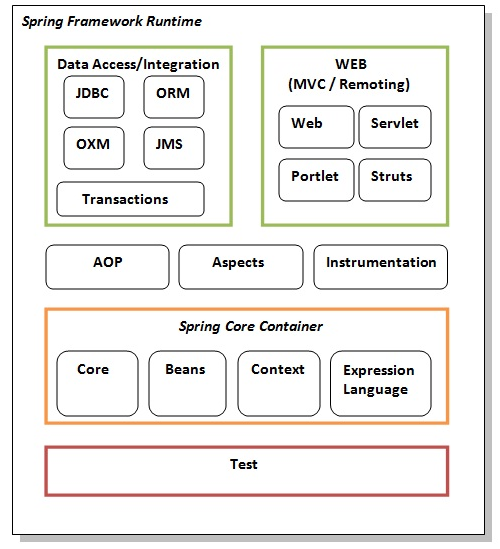 Spring Framework Runtime
Data Access/Integration
JDBC
ORM
OXM
JMS
Transactions
WEB
(MVC / Remoting)
Web
Servlet
Portlet
Struts
AOP
Aspects
Instrumentation
Spring Core Container
Core
Beans
Context
Expression
Language
Test